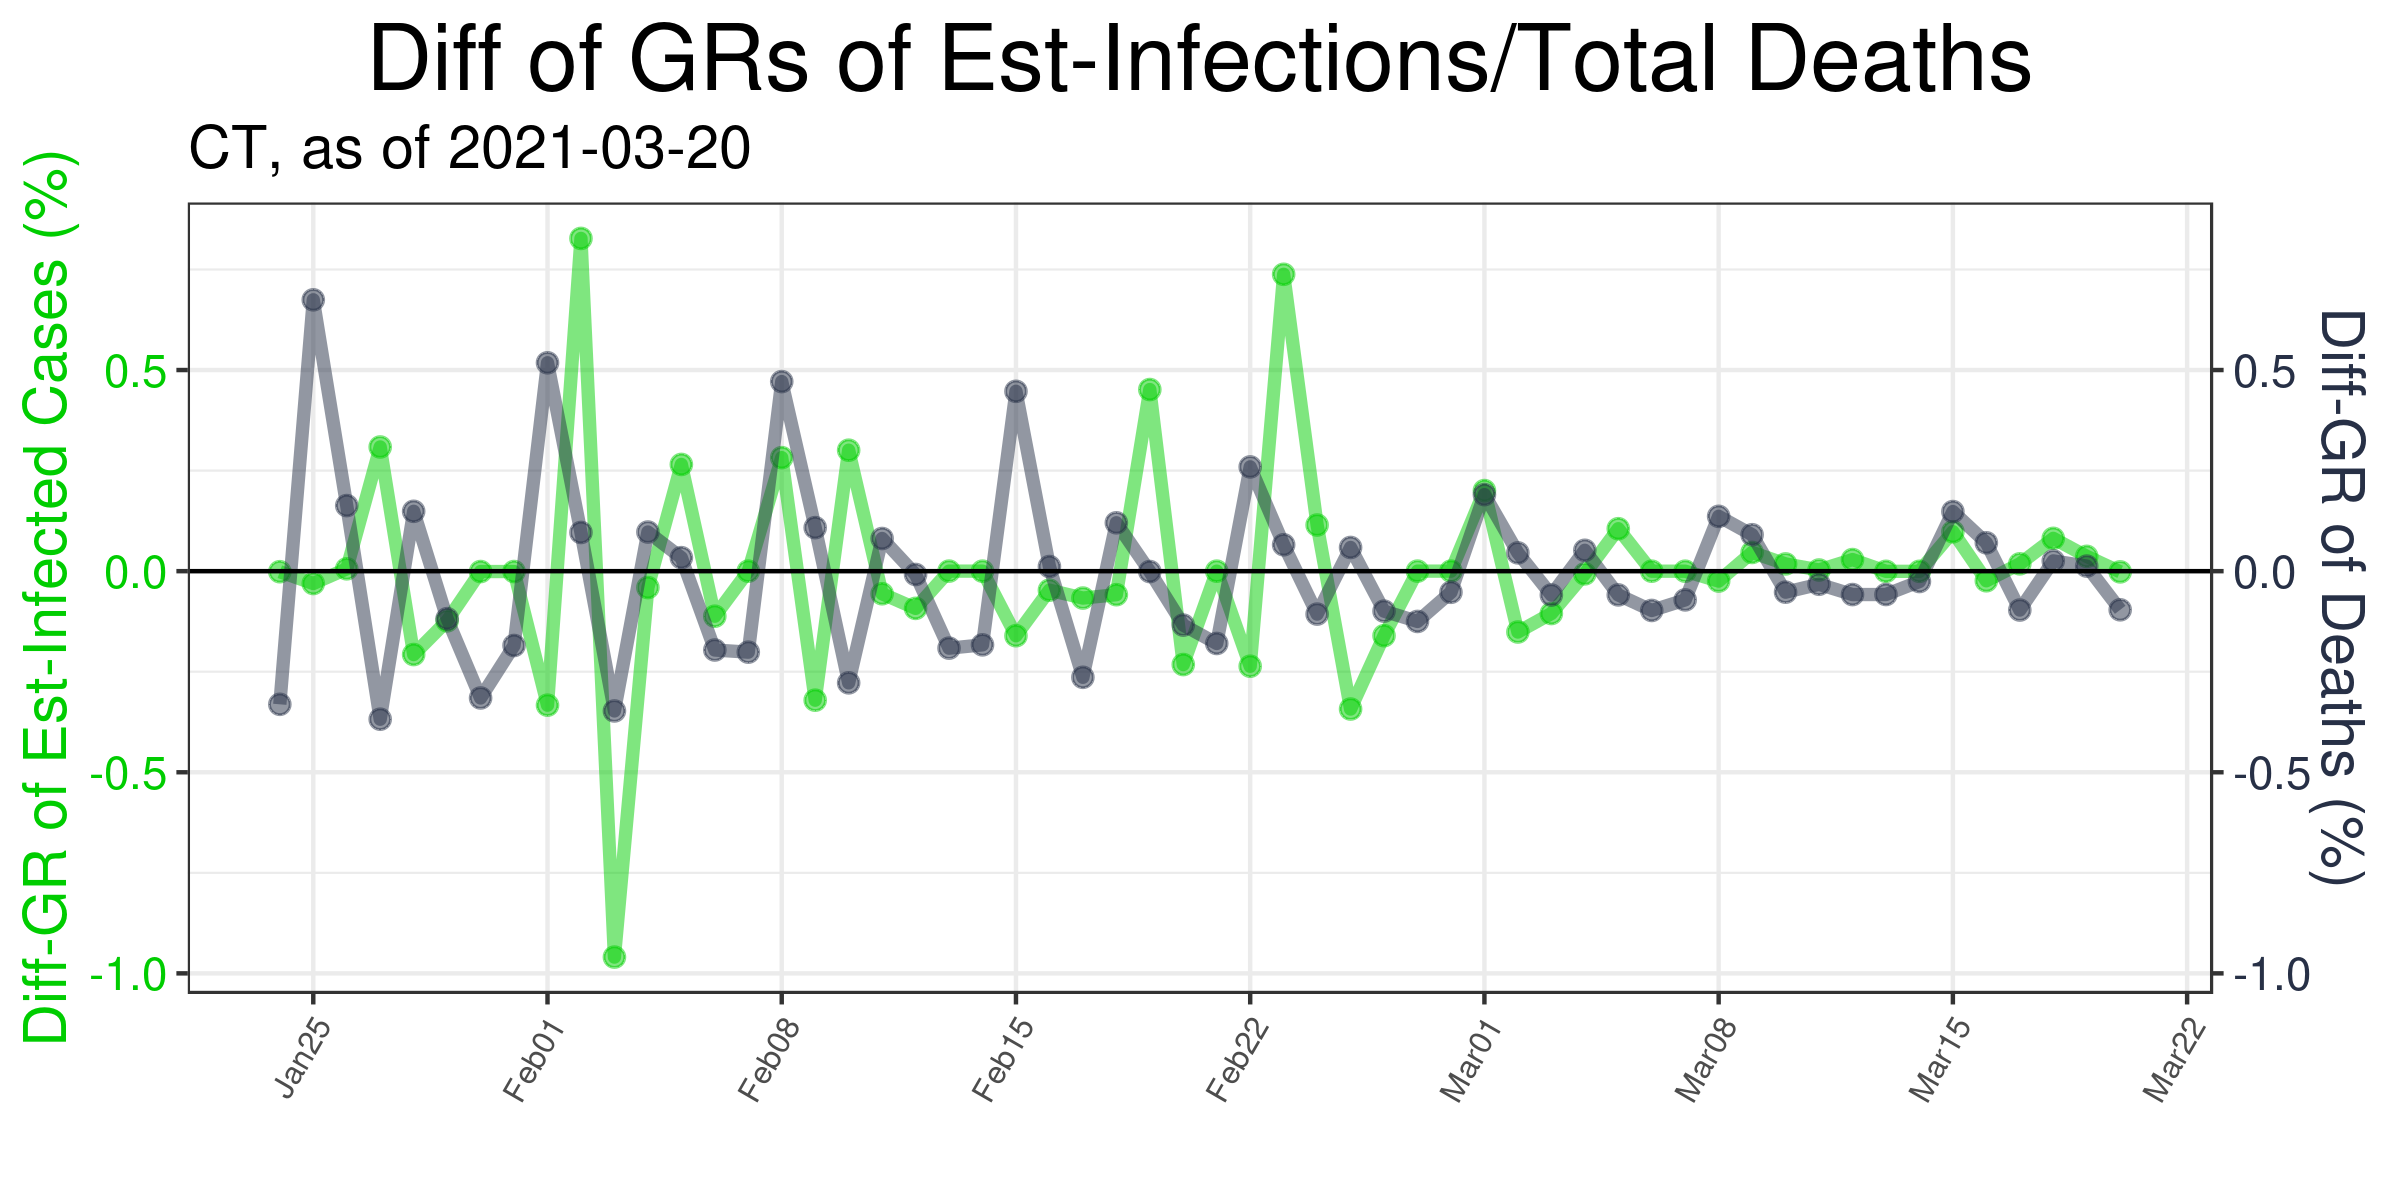 Diff of GRs of Est-Infections/Total Deaths
CT, as of 2021-03-20
Diff-GR of Est-Infected Cases (%)
0.5
0.0
-0.5
-1.0
0.5
0.0
-0.5
-1.0
Diff-GR of Deaths (%)
Jan25
Feb01
Feb08
Feb15
Feb22
Mar01
Mar08
Mar15
Mar22